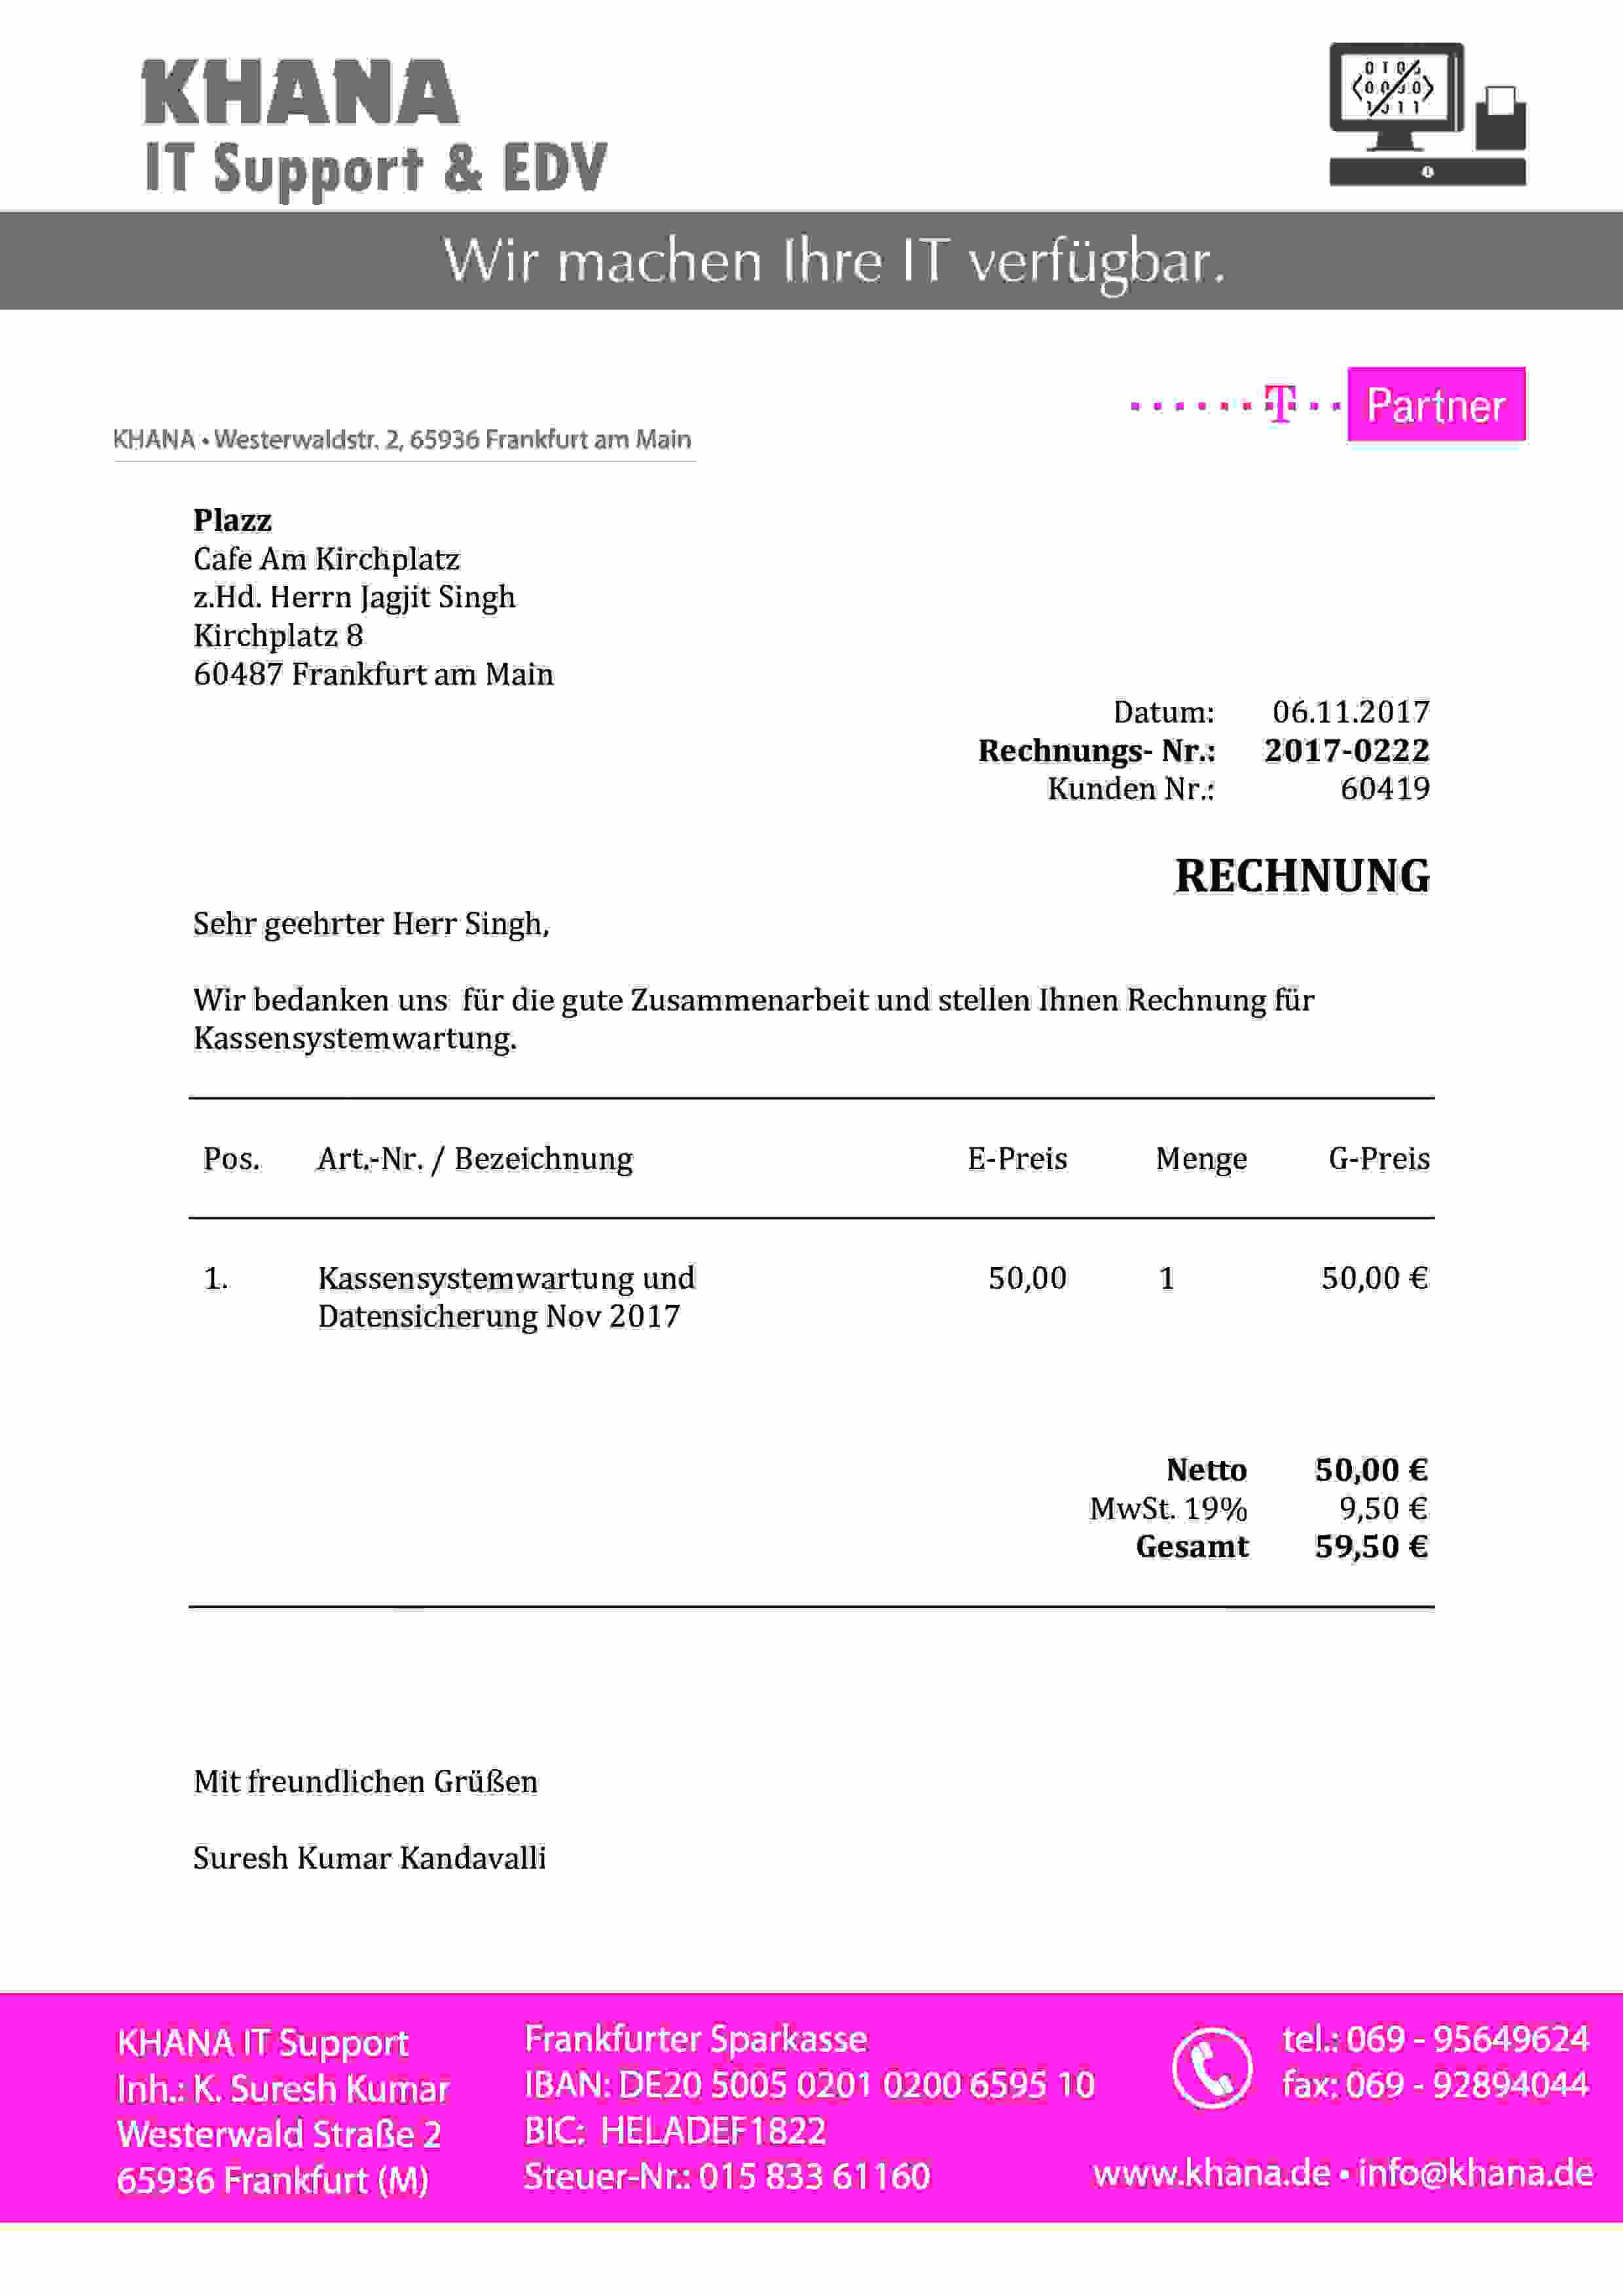 KHANA
IT Support & EDV
Wir machen Ihre IT verfügbar.
T Partner
KHANA • Westerwaldstr. 2, 65936 Frankfurt am Main
Plazz
Cafe Am Kirchplatz
z.Hd. Herrn Jagjit Singh
Kirchplatz 8
60487 Frankfurt am Main
Datum: 06.11.2017
Rechnungs- Nr.: 2017-0222
Kunden Nr.: 60419
RECHNUNG
Sehr geehrter Herr Singh,
Wir bedanken uns für die gute Zusammenarbeit und stellen Ihnen Rechnung für
Kassensystemwartung.
Pos. Art.-Nr. / Bezeichnung E-Preis Menge G-Preis
1. Kassensystemwartung und 50,00 1 50,00 €
Datensicherung Nov 2017
Netto 50,00 €
MwSt. 19% 9,50 €
Gesamt 59,50 €
Mit freundlichen Grüßen
Suresh Kumar Kandavalli
KHANA IT Support
Inh.: K. Suresh Kumar
Westerwald Straße 2
65936 Frankfurt (M)
Frankfurter Sparkasse
IBAN: DE20 5005 0201 0200 6595 10
BIC: HELADEF1822
Steuer-Nr.: 015 833 61160
tel.: 069 - 95649624
fax: 069 - 92894044
www.khana.de • info@khana.de